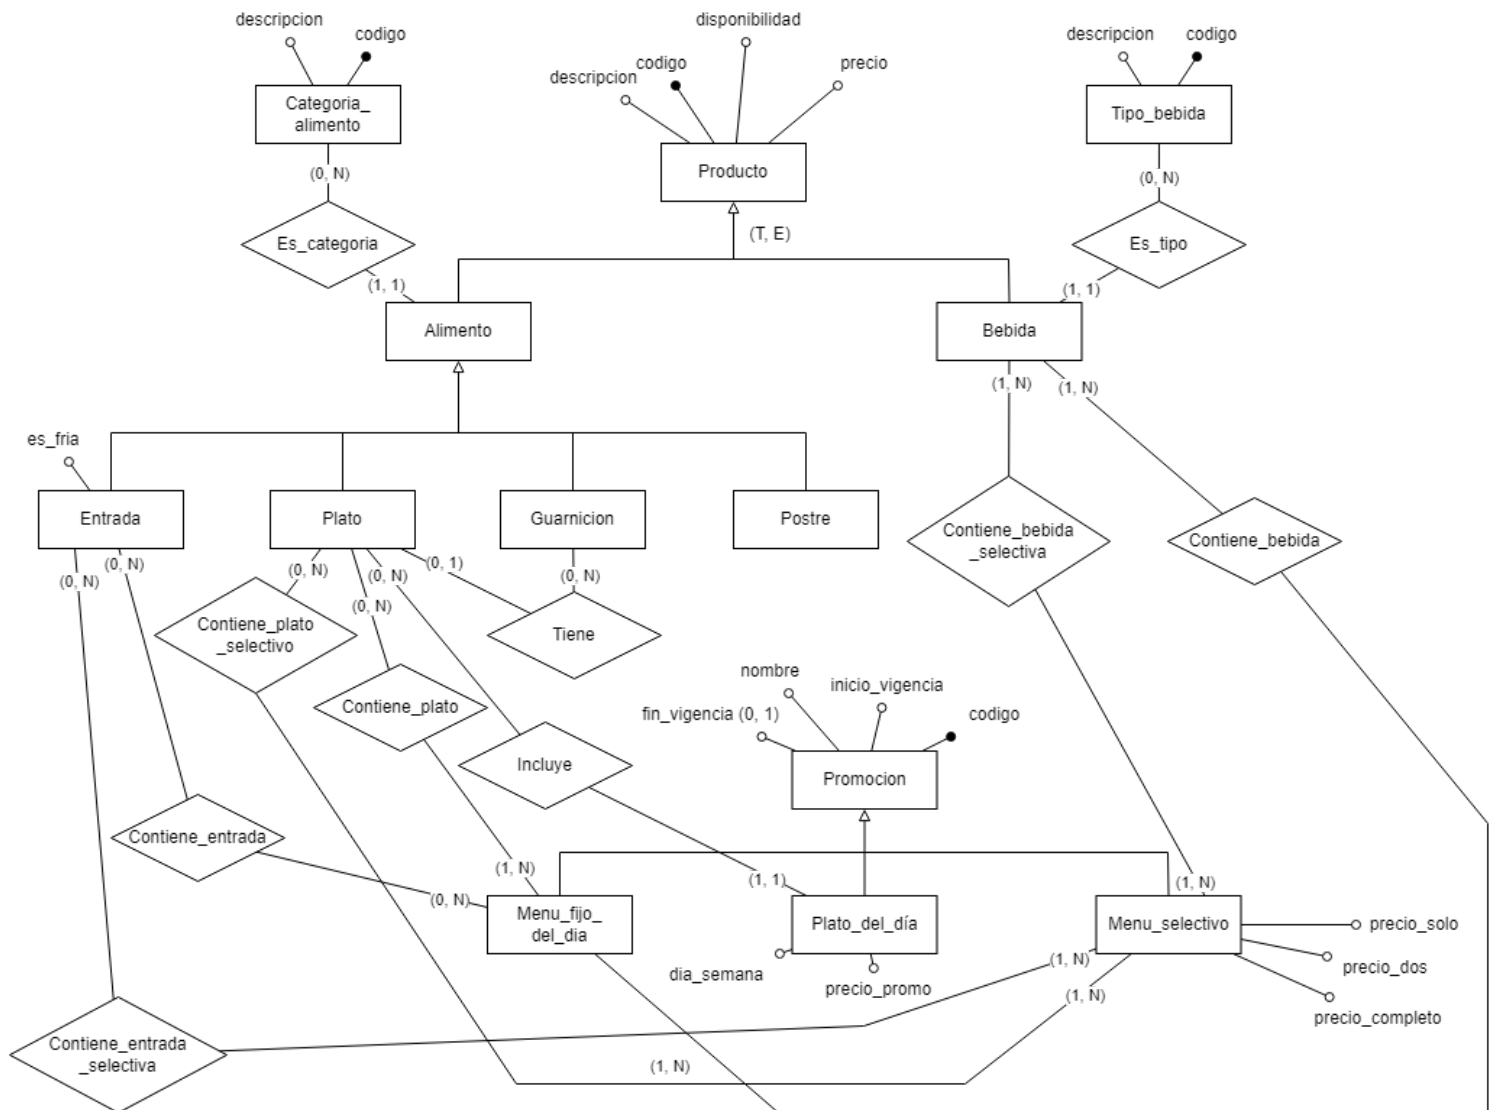 descripcion
codigo
disponibilidad
descripcion
codigo
precio
descripcion
codigo
Categoria_
alimento
Producto
Tipo_bebida
(0, N)
(0, N)
(T, E)
Es_categoria
Es_tipo
(1, 1)
(1, 1)
Alimento
Bebida
(1, N)
(1, N)
es_fria
Entrada
Plato
Guarnicion
Postre
Contiene_bebida
_selectiva
Contiene_bebida
(0, N)
(0, N)
(0, N)
(0, N)
(0, N)
(0, 1)
(0, N)
Contiene_plato
_selectivo
Tiene
Contiene_plato
nombre
inicio_vigencia
fin_vigencia (0, 1)
codigo
Incluye
Promocion
Contiene_entrada
(1, N)
(1, 1)
(1, N)
(0, N)
Menu_fijo_
del_dia
Plato_del_día
Menu_selectivo
precio_solo
dia_semana
precio_promo
(1, N)
precio_dos
(1, N)
precio_completo
Contiene_entrada
_selectiva
(1, N)